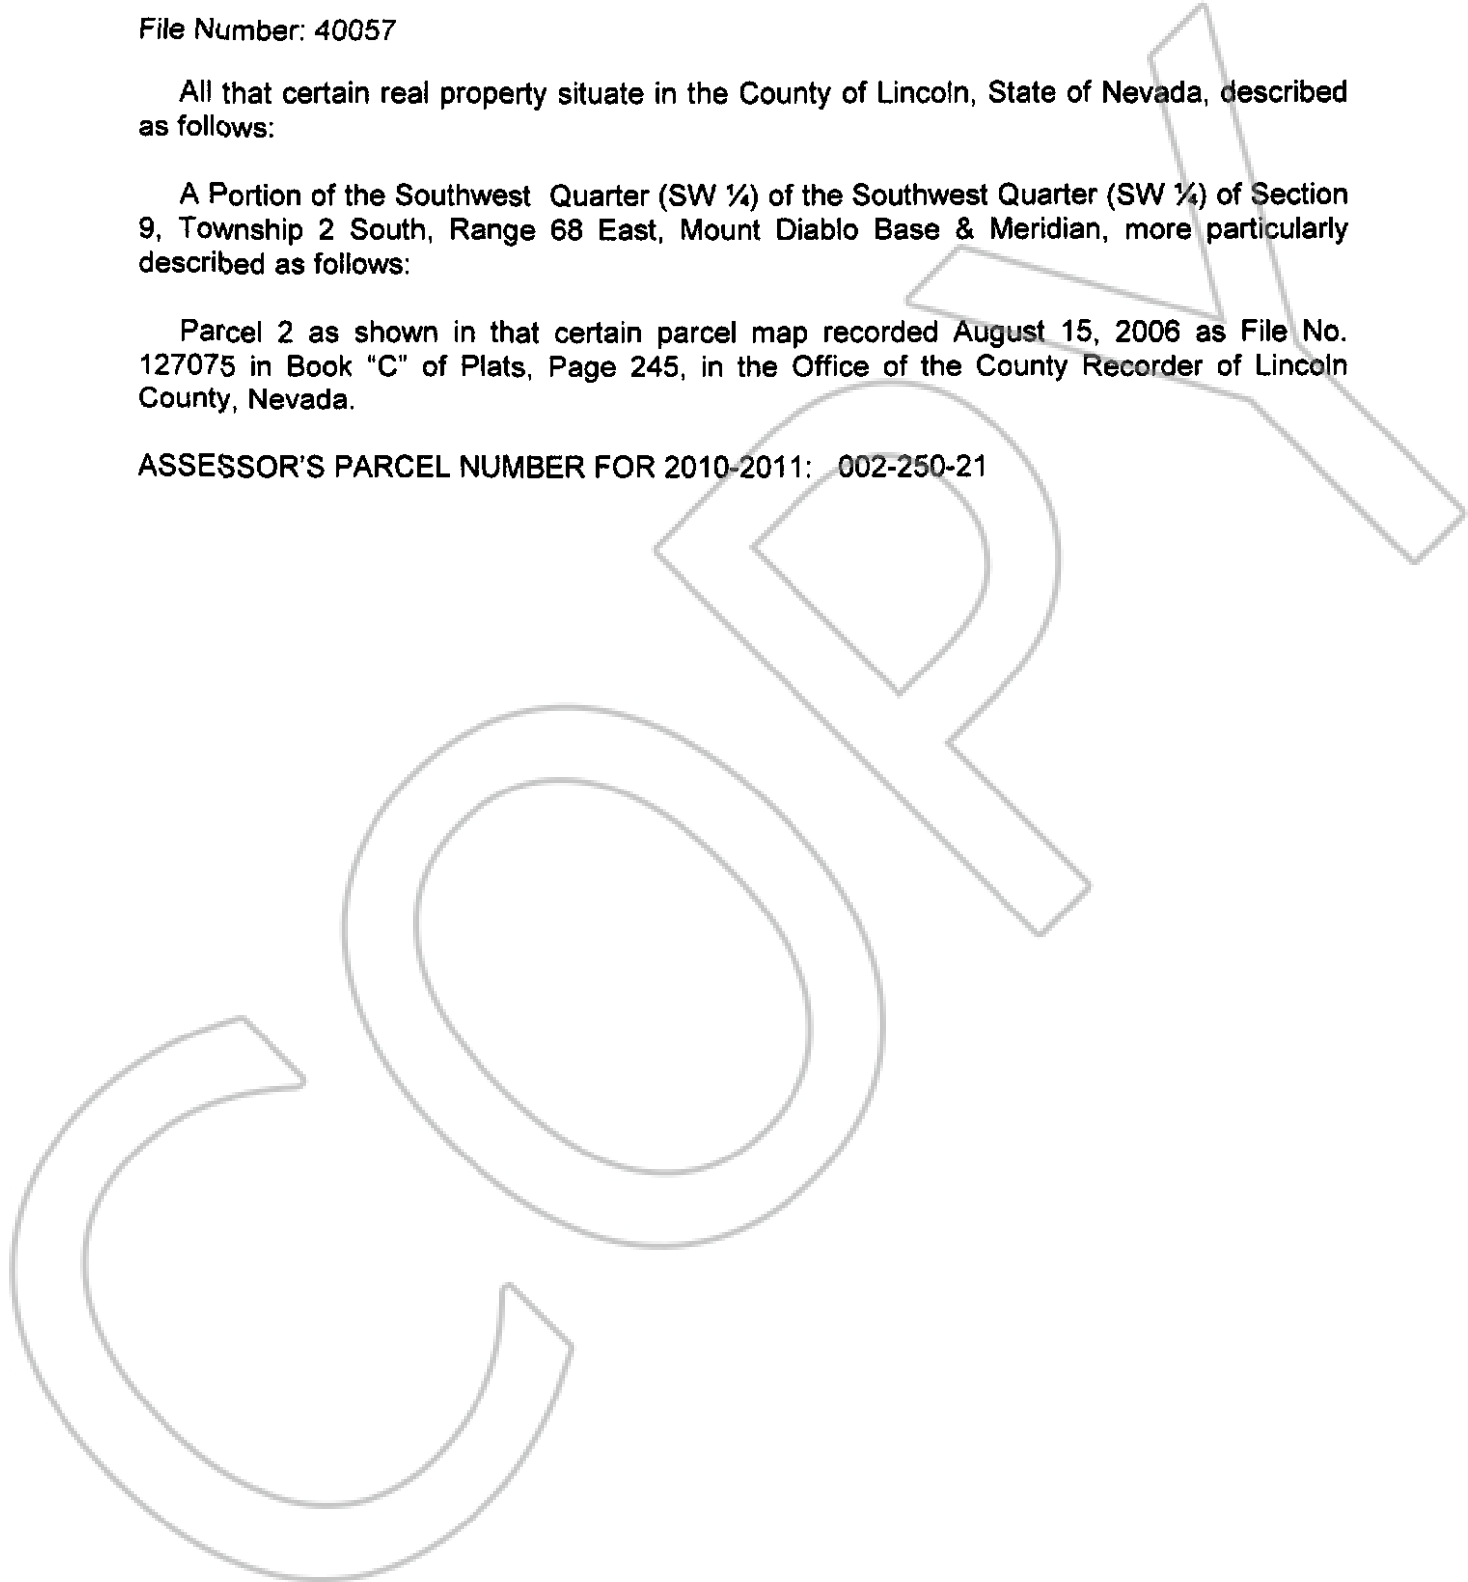 File Number: 40057
All that certain real property situate in the County of Lincoln, State of Nevada, described
as follows:
A Portion of the Southwest Quarter (SW ¼) of the Southwest Quarter (SW ¼) of Section
9, Township 2 South, Range 68 East, Mount Diablo Base & Meridian, more particularly
described as follows:
Parcel 2 as shown in that certain parcel map recorded August 15, 2006 as File No.
127075 in Book “C” of Plats, Page 245, in the Office of the County Recorder of Lincoln
County, Nevada.
ASSESSOR'S PARCEL NUMBER FOR 2010-2011: 002-250-21
COPY